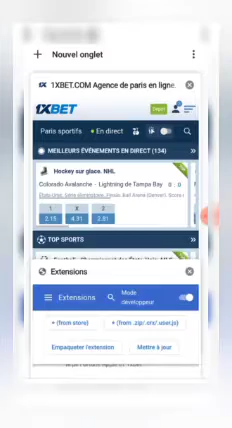 + Nouvel onglet
1XBET.COM Agence de paris en ligne.
1XBET
Paris sportifs • En direct
MEILLEURS ÉVÉNEMENTS EN DIRECT (134) »
Hockey sur glace. NHL
Colorado Avalanche - Lightning de Tampa Bay 0 : 0
1 X 2
2.15 4.31 2.81
TOP SPORTS »
Extensions
Extensions Mode développeur
+ (from store) + (from .zip/.crx/.user.js)
Empaqueter l'extension Mettre à jour